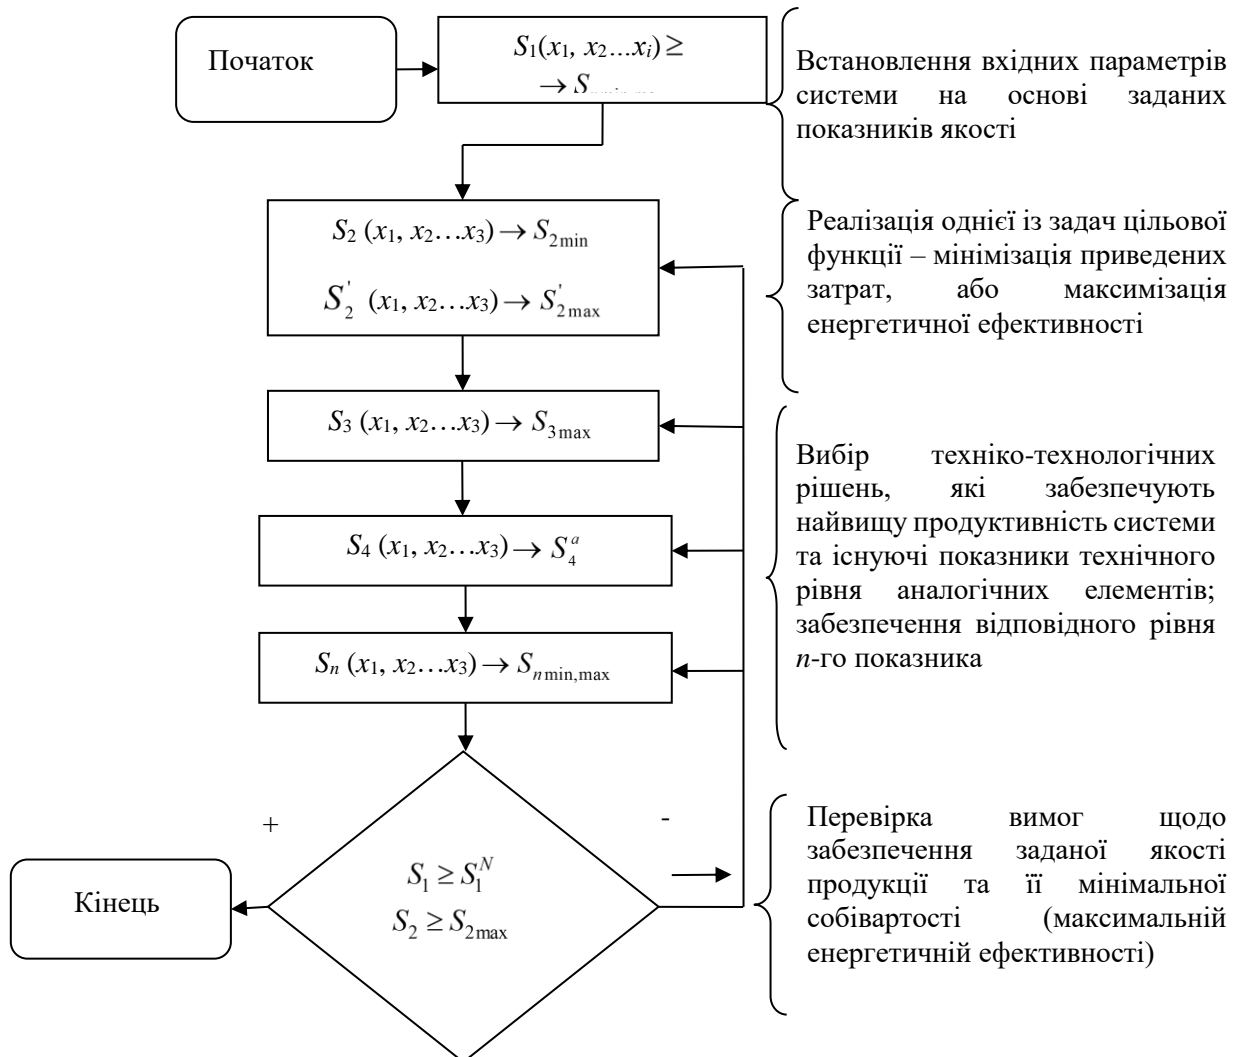 Початок
S₁(x₁, x₂...xᵢ) ≥
→ S
Встановлення вхідних параметрів
системи на основі заданих
показників якості
S₂ (x₁, x₂…x₃) → S₂min
S₂' (x₁, x₂…x₃) → S₂'max
Реалізація однієї із задач цільової
функції – мінімізація приведених
затрат, або максимізація
енергетичної ефективності
S₃ (x₁, x₂…x₃) → S₃max
S₄ (x₁, x₂…x₃) → S₄ᵃ
Sₙ (x₁, x₂…x₃) → Sₙmin,max
Вибір техніко-технологічних
рішень, які забезпечують
найвищу продуктивність системи
та існуючі показники технічного
рівня аналогічних елементів;
забезпечення відповідного рівня
n-го показника
+
-
S₁ ≥ S₁ᴺ
S₂ ≥ S₂max
Кінець
Перевірка вимог щодо
забезпечення заданої якості
продукції та її мінімальної
собівартості (максимальній
енергетичній ефективності)